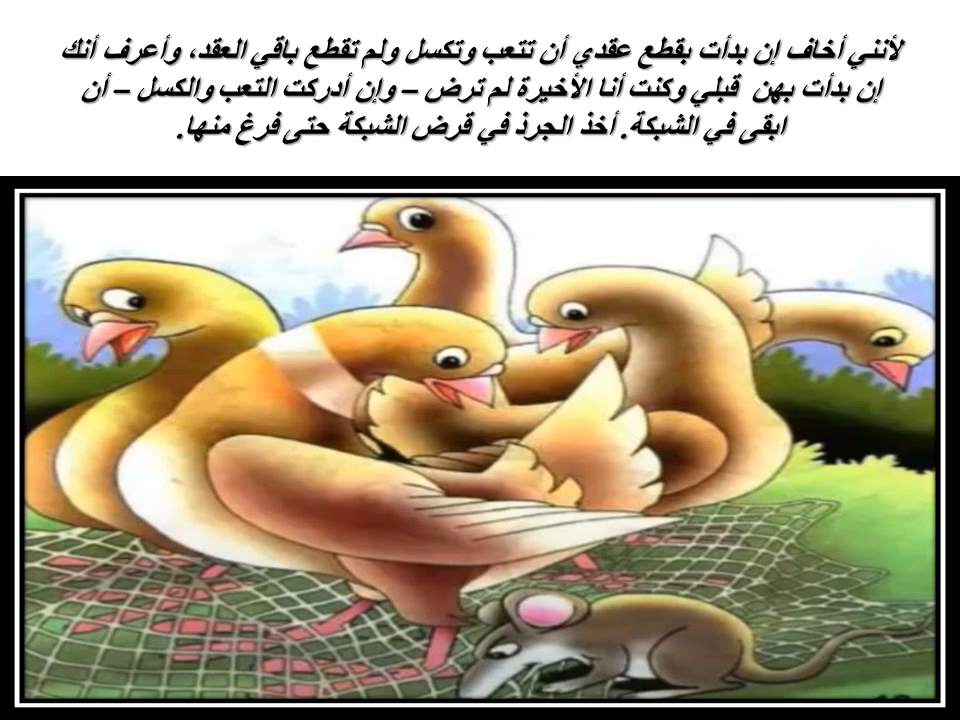 لأنني أخاف إن بدأت بقطع عقدي أن تتعب وتكسل ولم تقطع باقي العقد، وأعرف أنك
إن بدأت بهن قبلي وكنت أنا الأخيرة لم ترض – وإن أدركت التعب والكسل – أن
ابقى في الشبكة. أخذ الجرذ في قرض الشبكة حتى فرغ منها.